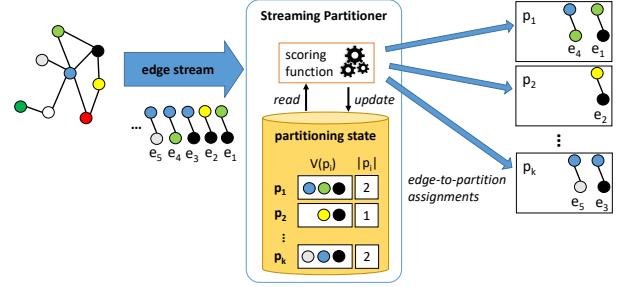 Streaming Partitioner
edge stream
scoring
function
read
update
partitioning state
V(pᵢ) |pᵢ|
p₁ 2
p₂ 1
⋮
pₖ 2
...
e₅ e₄ e₃ e₂ e₁
edge-to-partition
assignments
p₁
e₄ e₁
p₂
e₂
⋮
pₖ
e₅ e₃